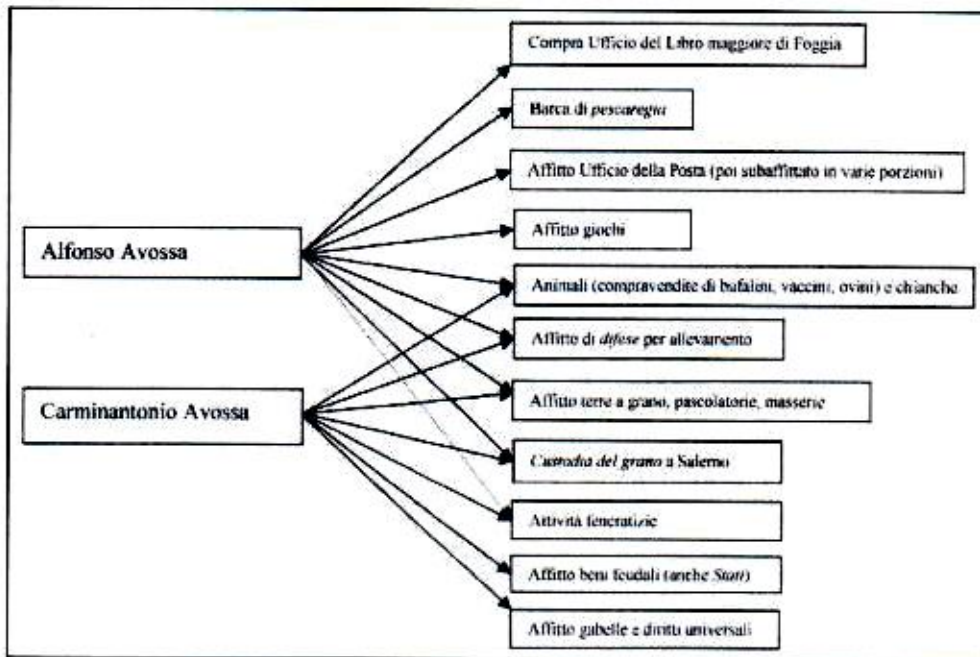 Compra Ufficio del Libro maggiore di Foggia
Barca di pescaregia
Affitto Ufficio della Posta (poi subaffittato in varie porzioni)
Affitto giochi
Alfonso Avossa
Animali (compravendite di bufalini, vaccini, ovini) e chianche
Affitto di difese per allevamento
Carminantonio Avossa
Affitto terre a grano, pascolatorie, masserie
Custodia del grano a Salerno
Attività feneratizie
Affitto beni feudali (anche Stati)
Affitto gabelle e diritti universali